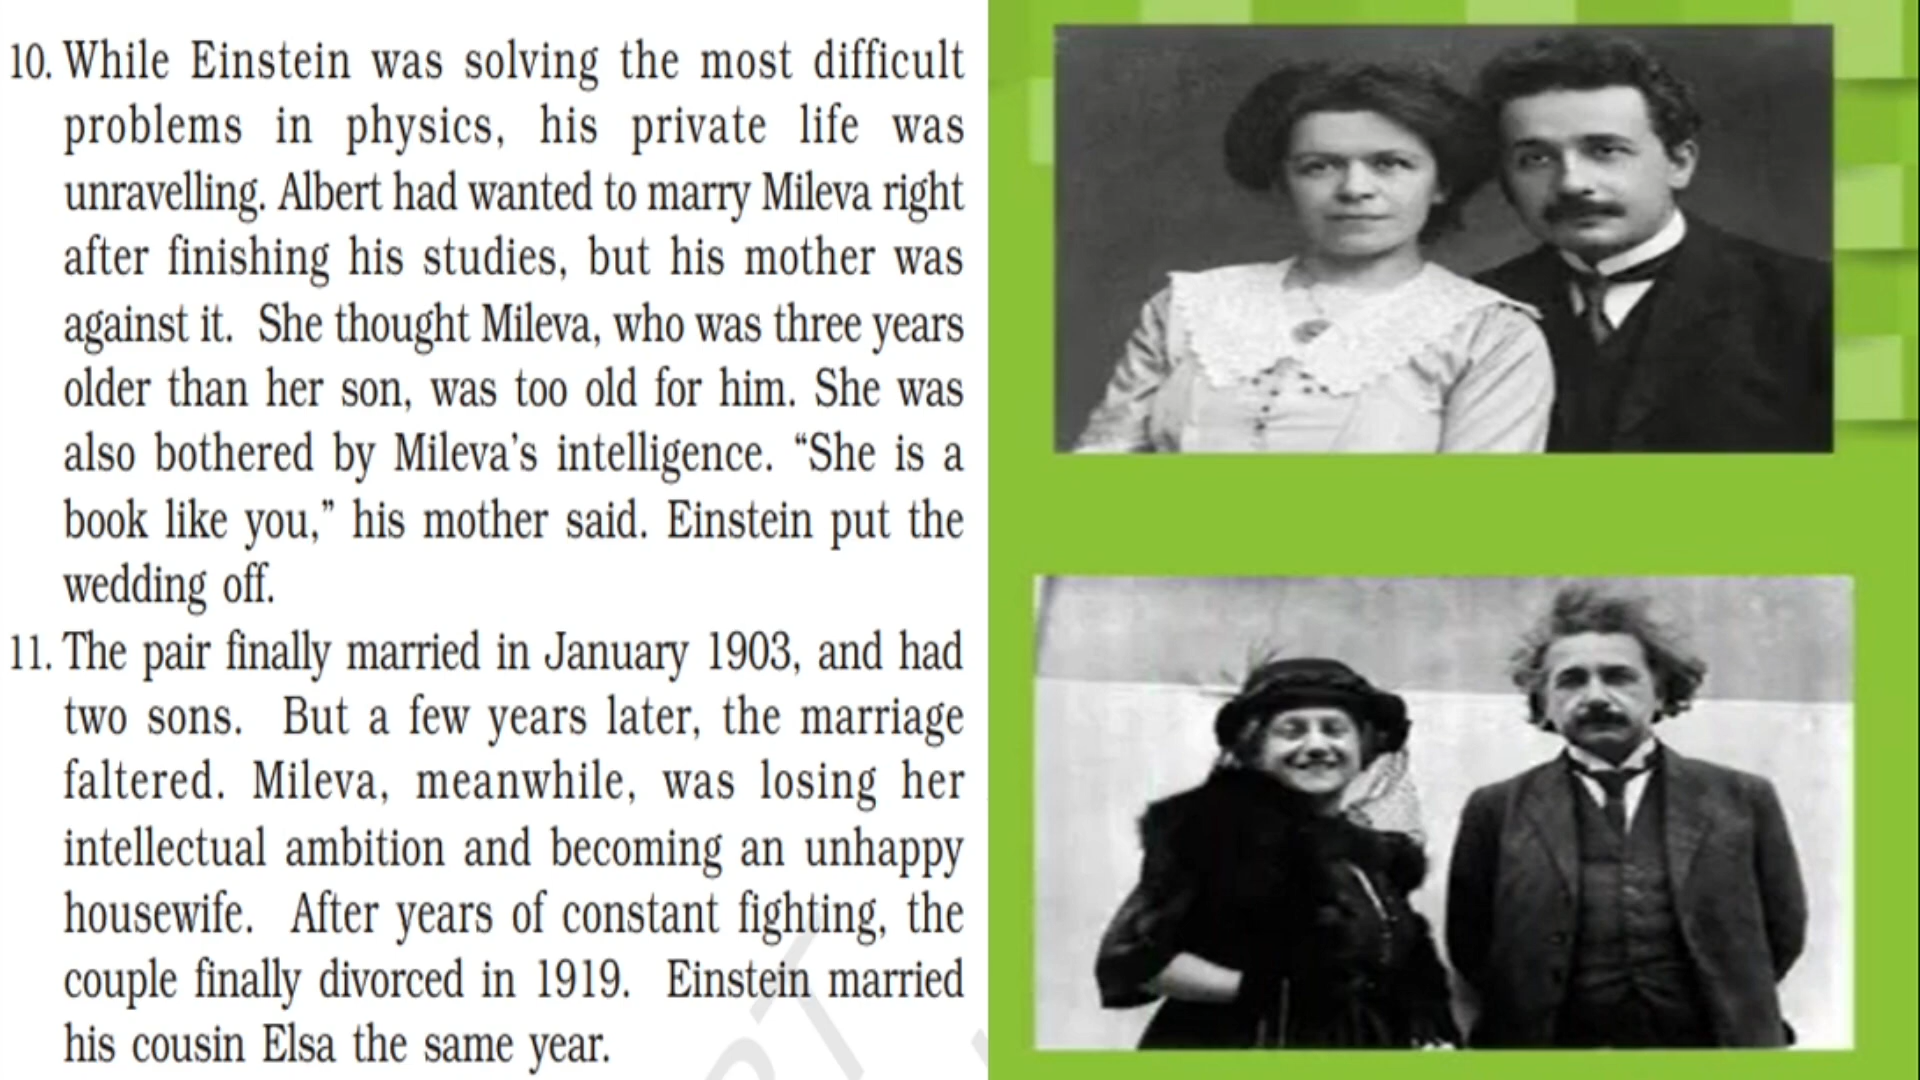 10. While Einstein was solving the most difficult
problems in physics, his private life was
unravelling. Albert had wanted to marry Mileva right
after finishing his studies, but his mother was
against it. She thought Mileva, who was three years
older than her son, was too old for him. She was
also bothered by Mileva’s intelligence. “She is a
book like you,” his mother said. Einstein put the
wedding off.
11. The pair finally married in January 1903, and had
two sons. But a few years later, the marriage
faltered. Mileva, meanwhile, was losing her
intellectual ambition and becoming an unhappy
housewife. After years of constant fighting, the
couple finally divorced in 1919. Einstein married
his cousin Elsa the same year.